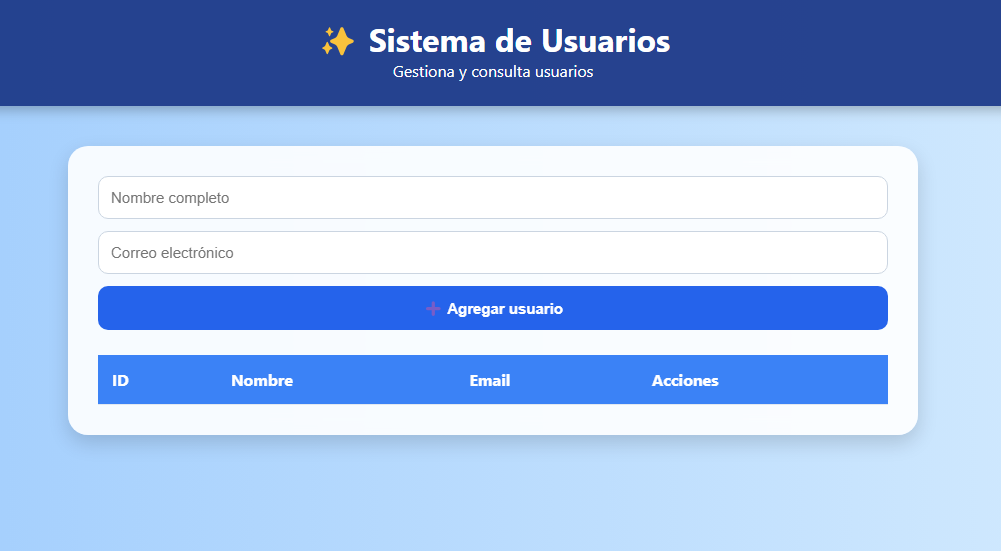 ✨ Sistema de Usuarios
Gestiona y consulta usuarios
Nombre completo
Correo electrónico
➕ Agregar usuario
ID Nombre Email Acciones